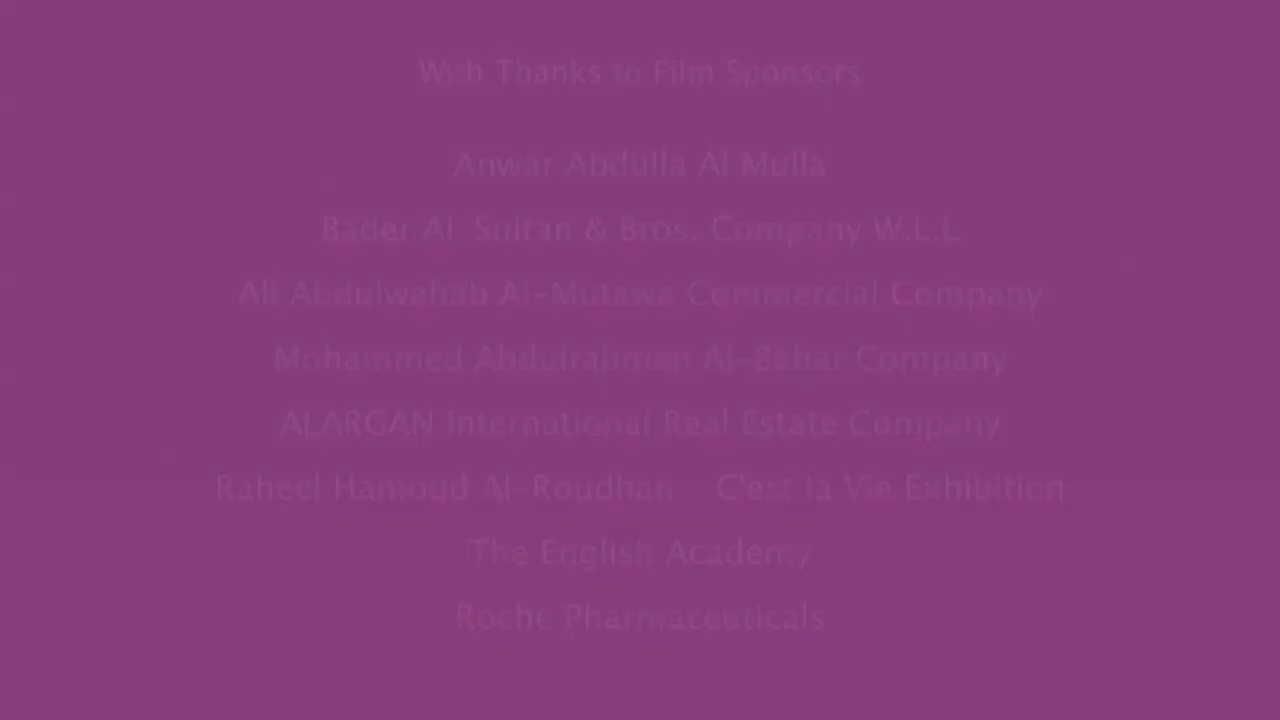 With Thanks to Film Sponsors
Anwar Abdulla Al Mulla
Bader Al-Sultan & Bros. Company W.L.L
Ali Abdulwahab Al-Mutawa Commercial Company
Mohammed Abdulrahman Al-Bahar Company
ALARGAN International Real Estate Company
Raheel Hamoud Al-Roudhan - C'est la Vie Exhibition
The English Academy
Roche Pharmaceuticals